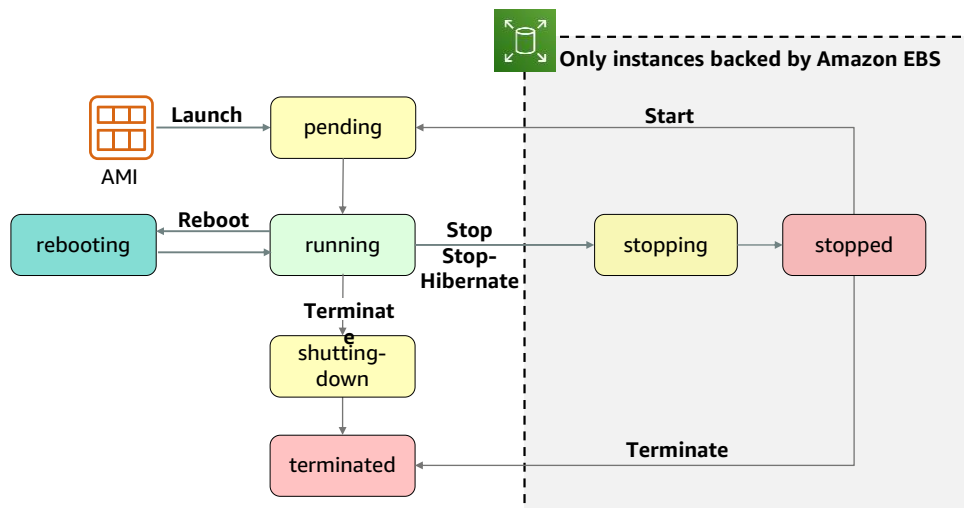 Only instances backed by Amazon EBS
Launch
pending
Start
AMI
rebooting
Reboot
running
Stop
Stop-
Hibernate
stopping
stopped
Terminat
e
shutting-
down
terminated
Terminate